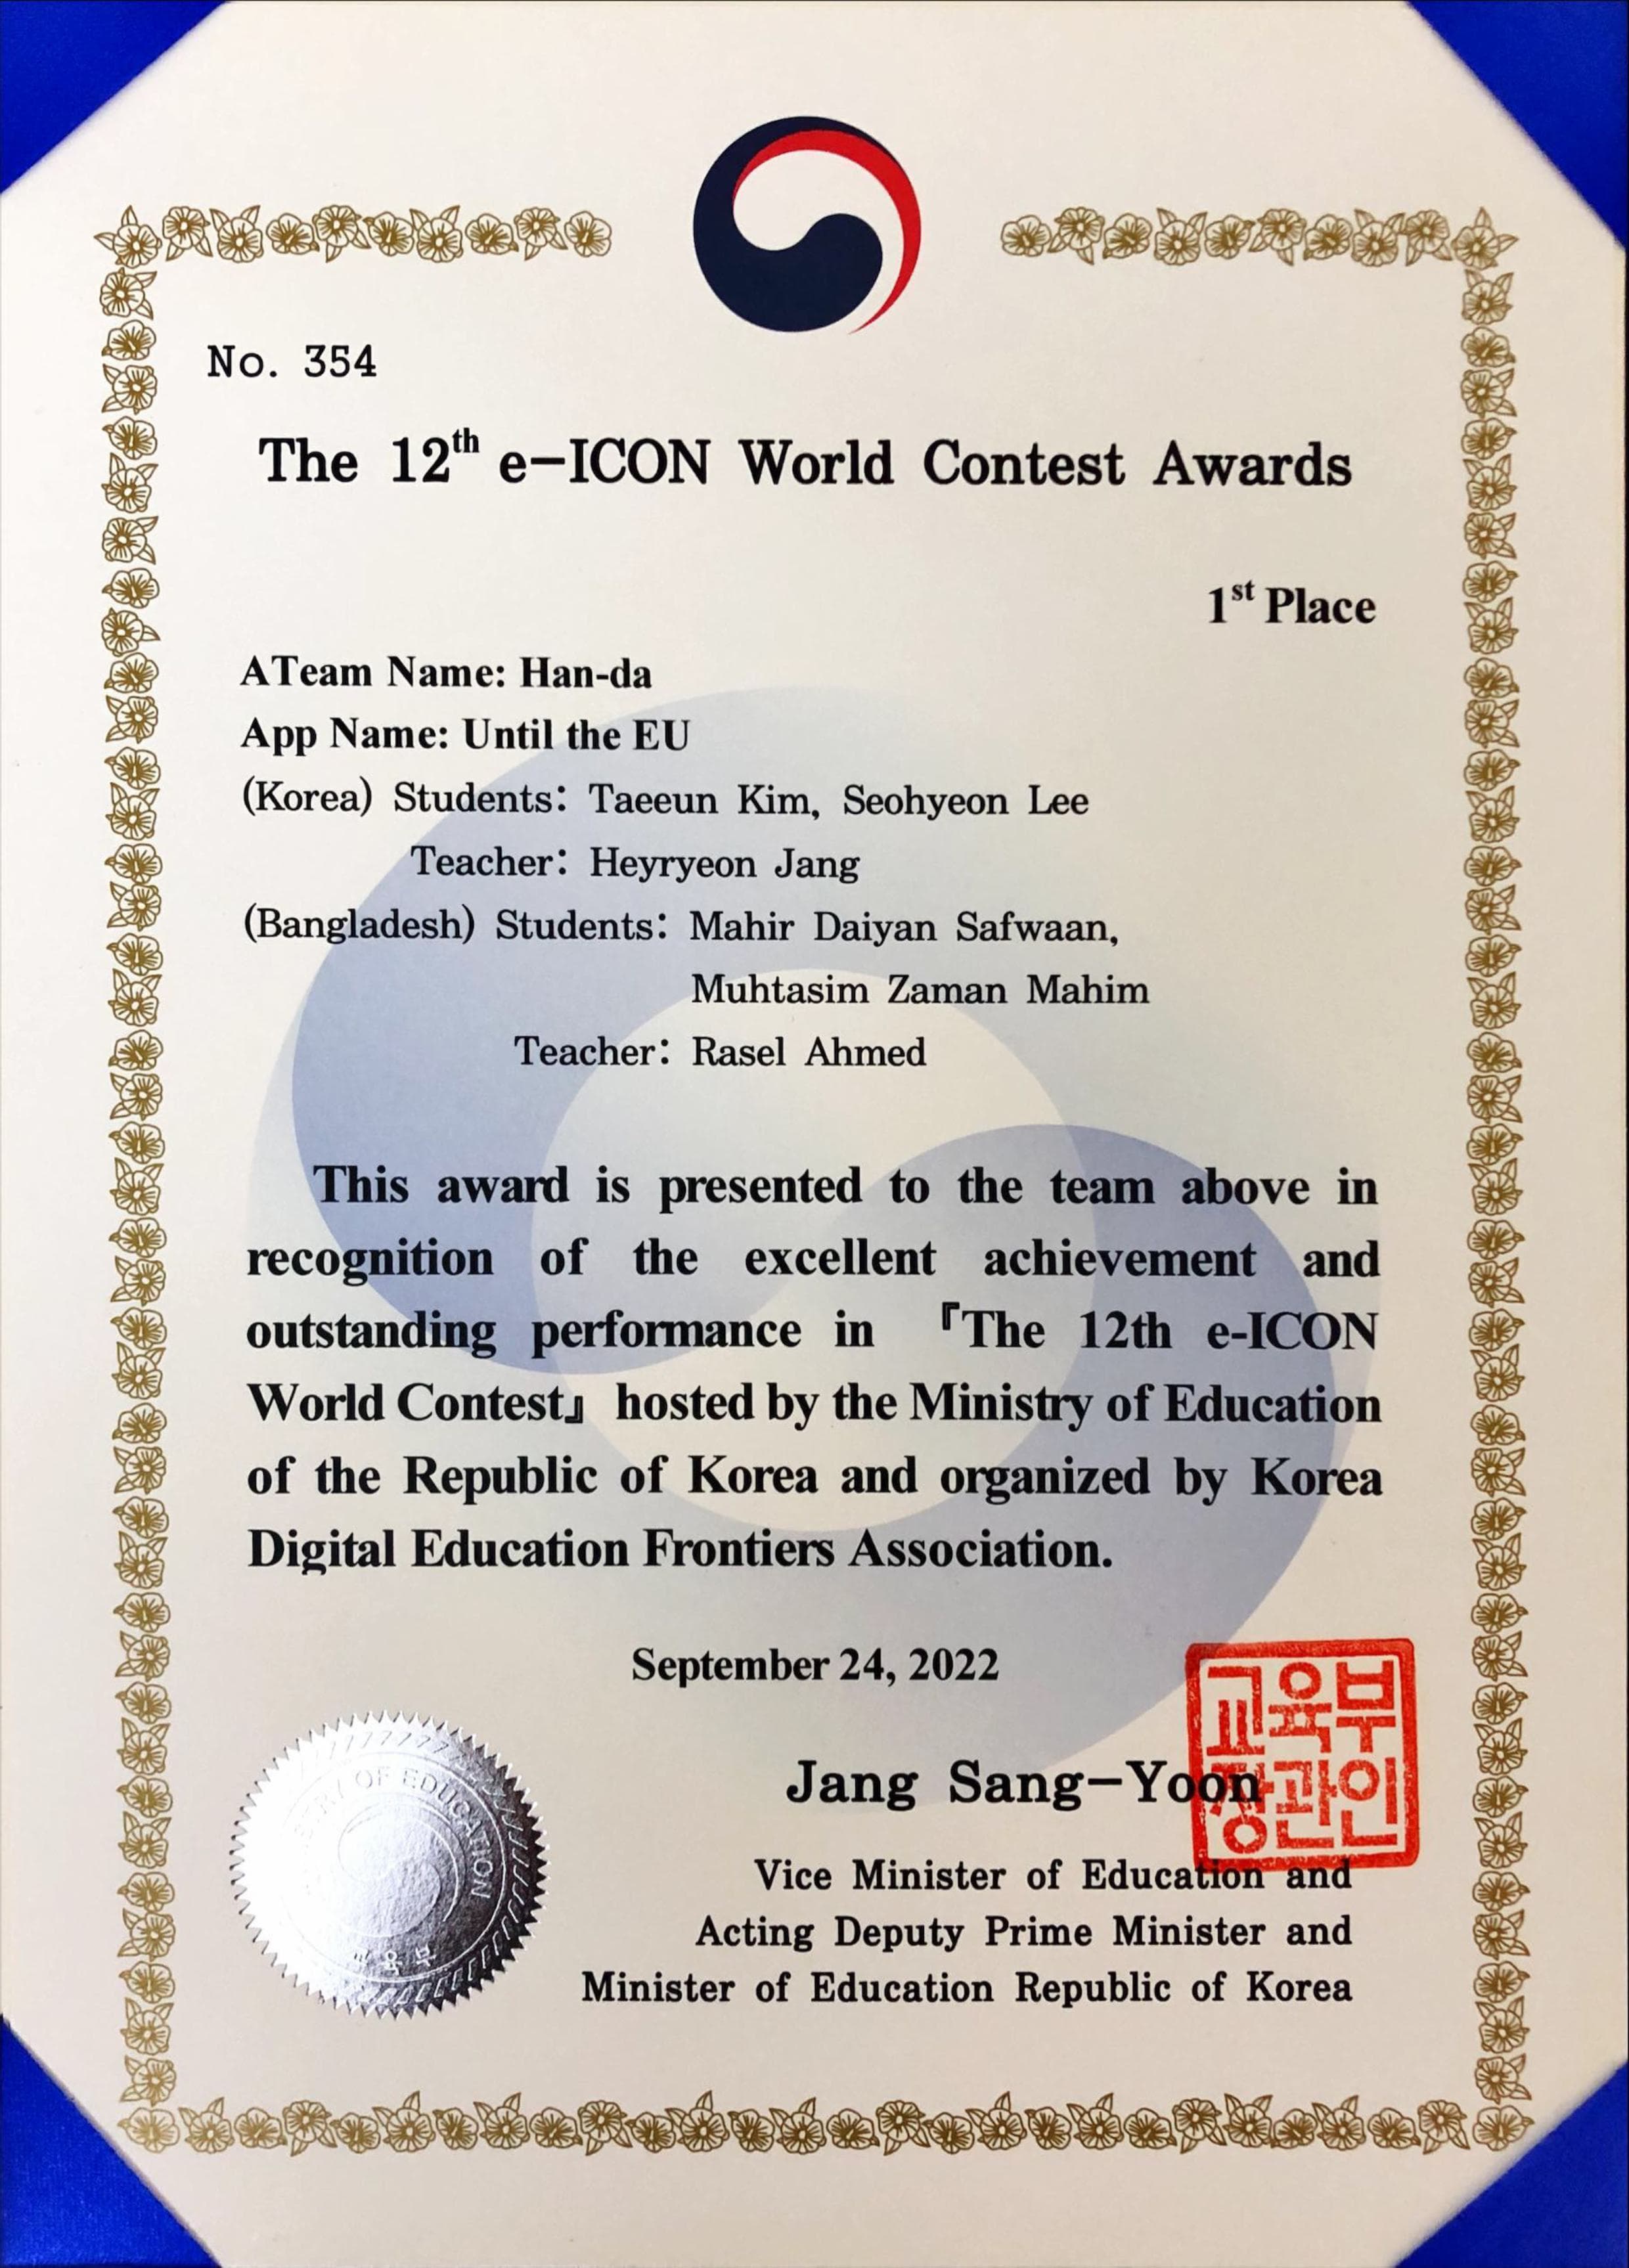 No. 354
The 12th e-ICON World Contest Awards
1st Place
ATeam Name: Han-da
App Name: Until the EU
(Korea) Students: Taeeun Kim, Seohyeon Lee
Teacher: Heyryeon Jang
(Bangladesh) Students: Mahir Daiyan Safwaan,
Muhtasim Zaman Mahim
Teacher: Rasel Ahmed
This award is presented to the team above in
recognition of the excellent achievement and
outstanding performance in 『The 12th e-ICON
World Contest』 hosted by the Ministry of Education
of the Republic of Korea and organized by Korea
Digital Education Frontiers Association.
September 24, 2022
교육부
장관인
Jang Sang-Yoon
Vice Minister of Education and
Acting Deputy Prime Minister and
Minister of Education Republic of Korea
OF EDUCATION
교육부